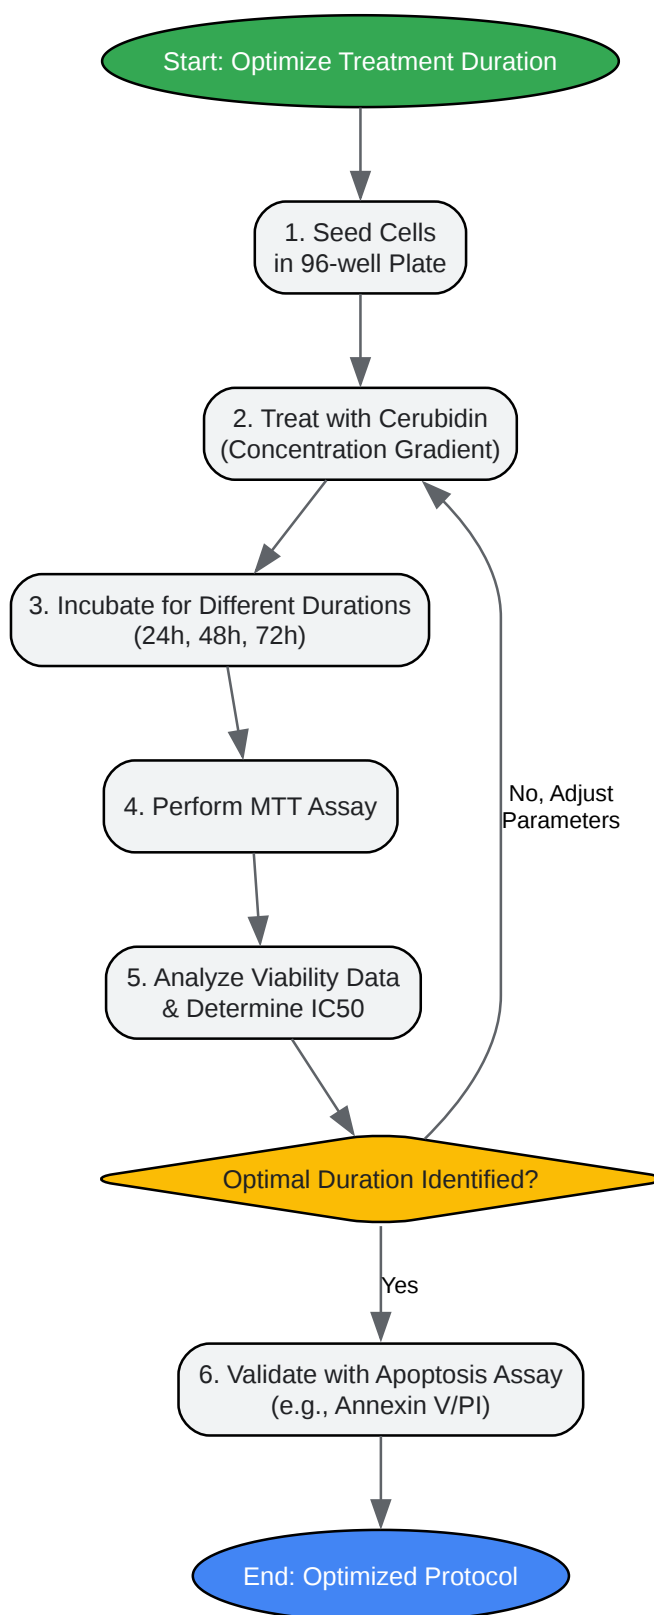 Start: Optimize Treatment Duration
1. Seed Cells
in 96-well Plate
2. Treat with Cerubidin
(Concentration Gradient)
3. Incubate for Different Durations
(24h, 48h, 72h)
4. Perform MTT Assay
No, Adjust
Parameters
5. Analyze Viability Data
& Determine IC50
Optimal Duration Identified?
Yes
6. Validate with Apoptosis Assay
(e.g., Annexin V/PI)
End: Optimized Protocol